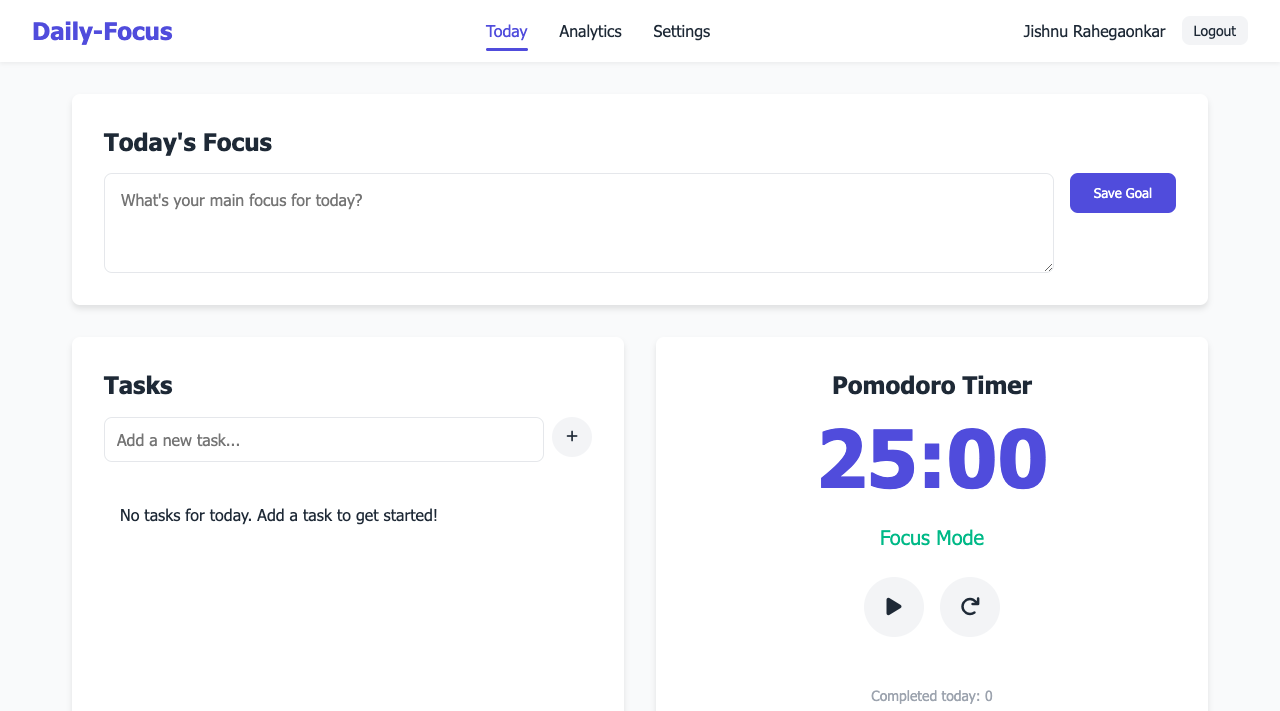 Daily-Focus
Today
Analytics
Settings
Jishnu Rahegaonkar
Logout
Today's Focus
What's your main focus for today?
Save Goal
Tasks
Add a new task...
+
No tasks for today. Add a task to get started!
Pomodoro Timer
25:00
Focus Mode
Completed today: 0